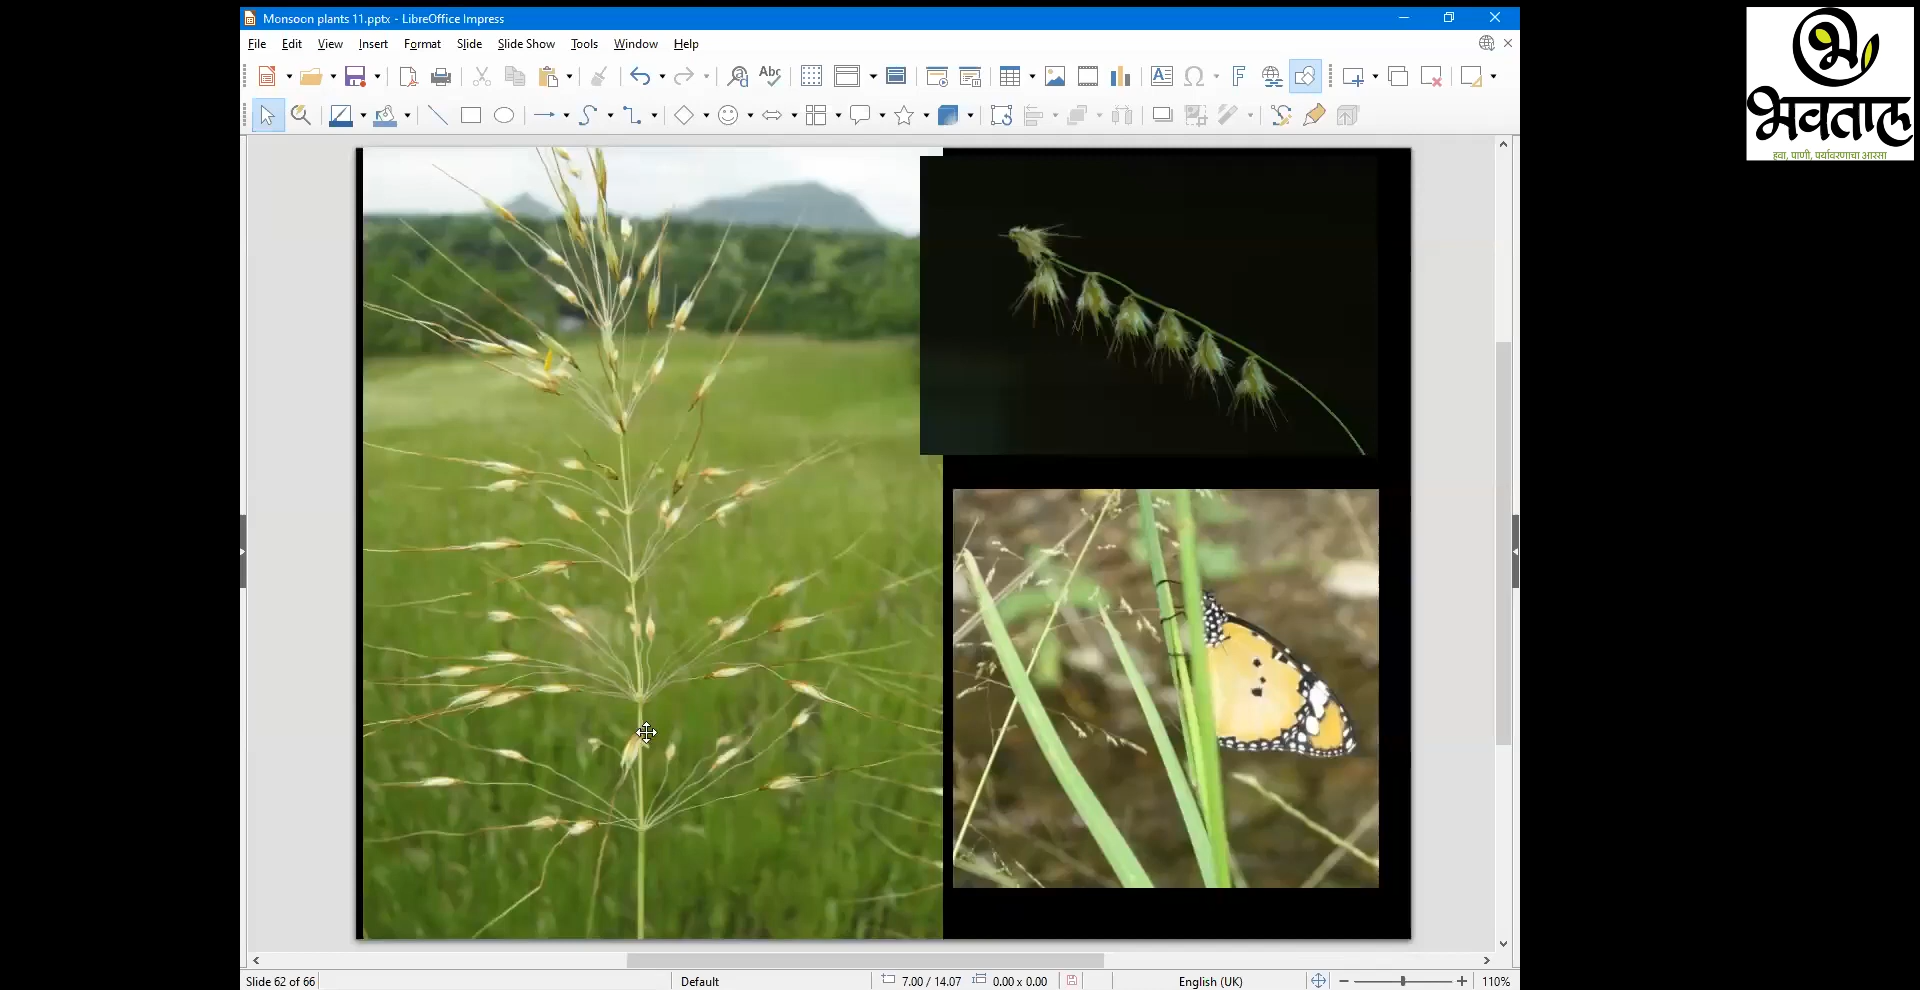 Monsoon plants 11.pptx - LibreOffice Impress
File Edit View Insert Format Slide Slide Show Tools Window Help
Abc
भ
भवताल
हवा, पाणी, पर्यावरणाचा आरसा
Slide 62 of 66 Default 7.00 / 14.07 0.00 x 0.00 English (UK) 110%